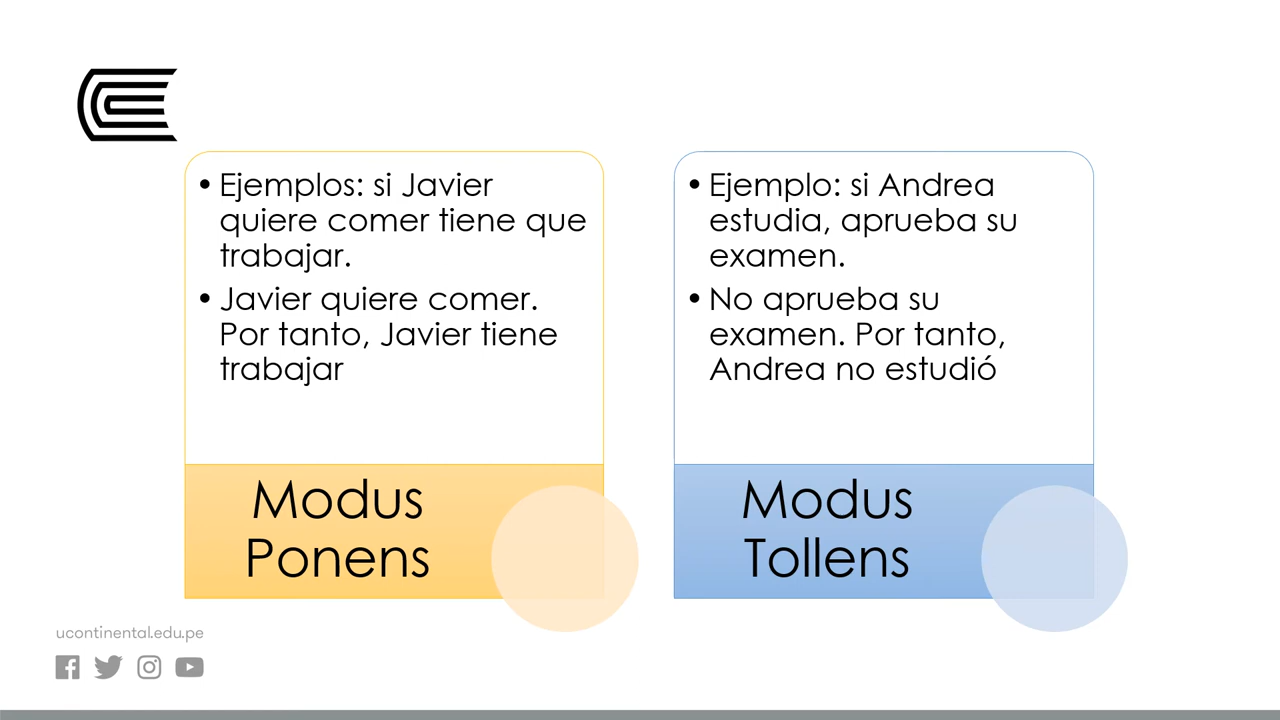 • Ejemplos: si Javier
quiere comer tiene que
trabajar.
• Javier quiere comer.
Por tanto, Javier tiene
trabajar
Modus
Ponens
• Ejemplo: si Andrea
estudia, aprueba su
examen.
• No aprueba su
examen. Por tanto,
Andrea no estudió
Modus
Tollens
ucontinental.edu.pe